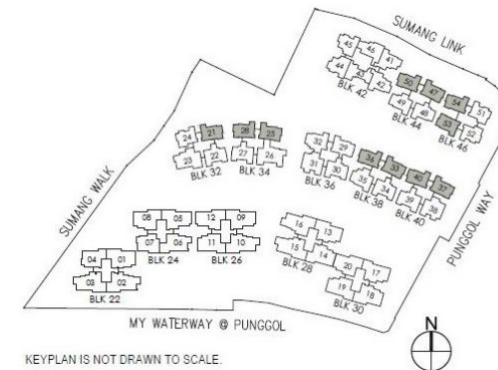 SUMANG LINK
45 46 41
44 43 42
BLK 42
50 47 54 51
49 48 53 52
BLK 44
BLK 46
24 21 28 25
23 22 27 26
BLK 32
BLK 34
32 29
31 30
BLK 36
36 33 40 37
35 34 39 38
BLK 38
BLK 40
SUMANG WALK
PUNGGOL WAY
08 05 12 09
07 06 11 10
BLK 24
BLK 26
16 13
15 14
BLK 28
20 17
19 18
BLK 30
04 01
03 02
BLK 22
MY WATERWAY @ PUNGGOL
N
KEYPLAN IS NOT DRAWN TO SCALE.